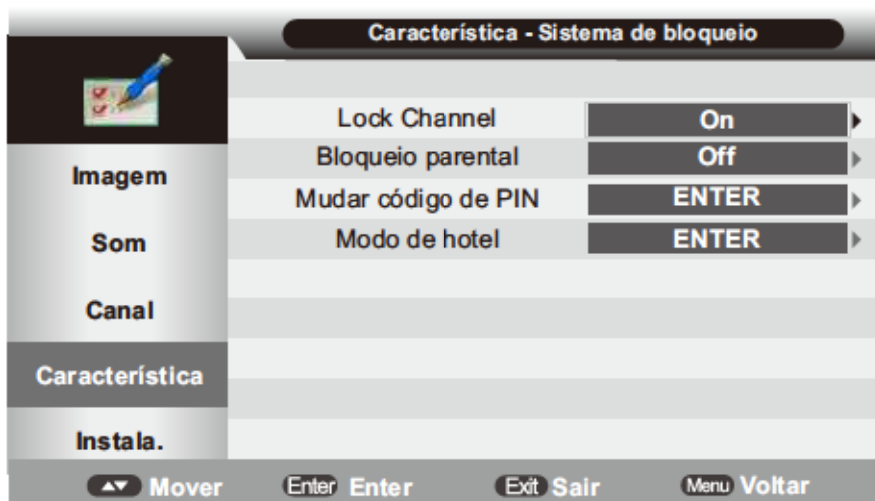 Característica - Sistema de bloqueio
Imagem
Som
Canal
Característica
Instala.
Lock Channel On
Bloqueio parental Off
Mudar código de PIN ENTER
Modo de hotel ENTER
Mover Enter Enter Exit Sair Menu Voltar